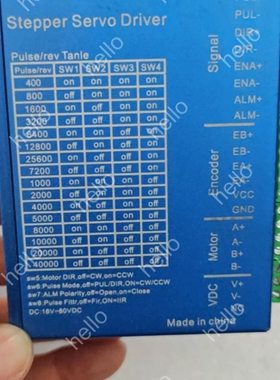 Stepper Servo Driver
Pulse/rev Tanle
Pulse/rev SW1 SW2 SW3 SW4
400 on on on on
800 off on on on
1600 on off on on
3200 off off on on
6400 on on off on
12800 off on off on
25600 on off off on
7200 off off off on
1000 on on on off
2000 off on on off
4000 on off on off
5000 off off on off
8000 on on off off
10000 off on off off
20000 on off off off
40000 off off off off
sw5:Motor DIR,off=CW,on=CCW
sw6:Pulse Mode,off=PUL/DIR,ON=CW/CCW
sw7:ALM Polarity,off=Open,on=Close
sw8:Pulse Fittr,off=Fir,ON=IIR
DC:18V~80VDC
Signal
PUL-
DIR+
DIR-
ENA+
ENA-
ALM+
ALM-
Encoder
EB+
EB-
EA+
VCC
GND
Motor
A+
A-
B+
B-
VDC
V+
V-
Made in china
hello